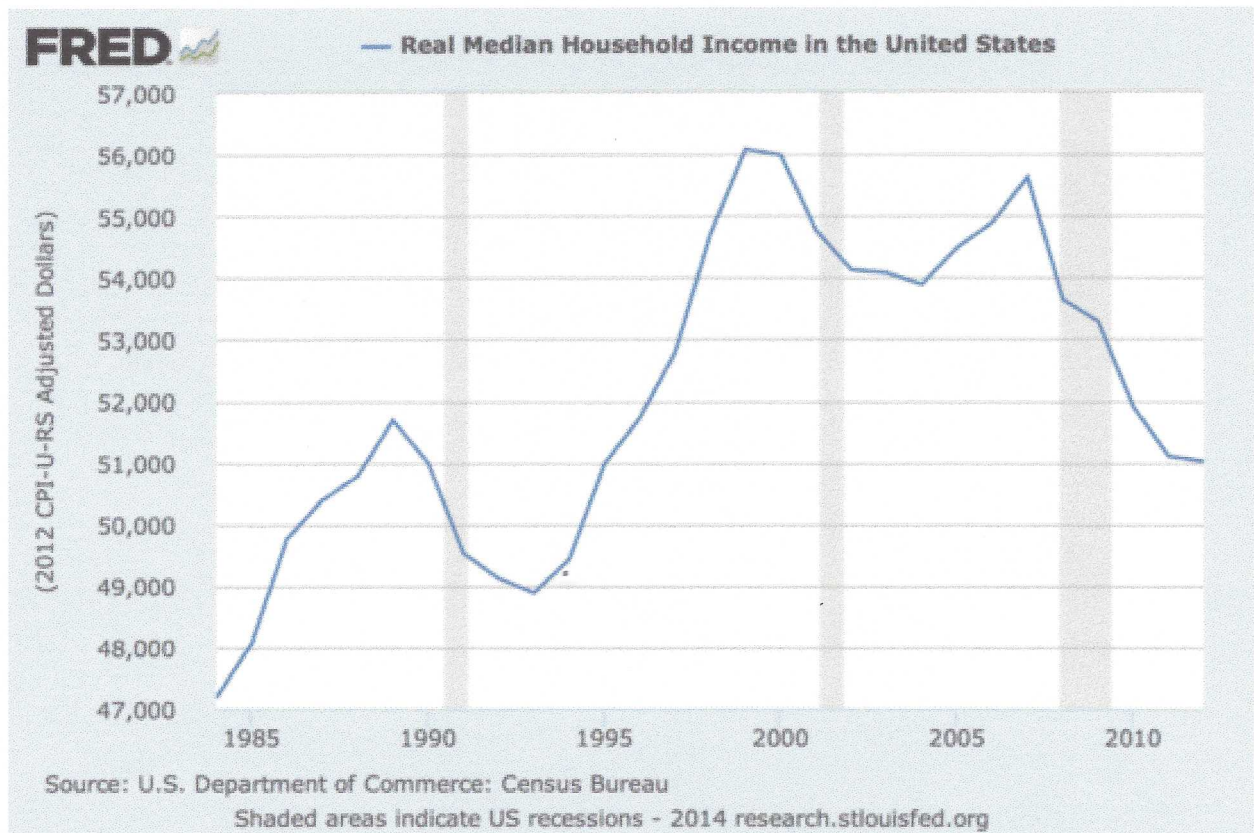 FRED
Real Median Household Income in the United States
57,000
56,000
55,000
54,000
53,000
52,000
51,000
50,000
49,000
48,000
47,000
(2012 CPI-U-RS Adjusted Dollars)
1985 1990 1995 2000 2005 2010
Source: U.S. Department of Commerce: Census Bureau
Shaded areas indicate US recessions - 2014 research.stlouisfed.org